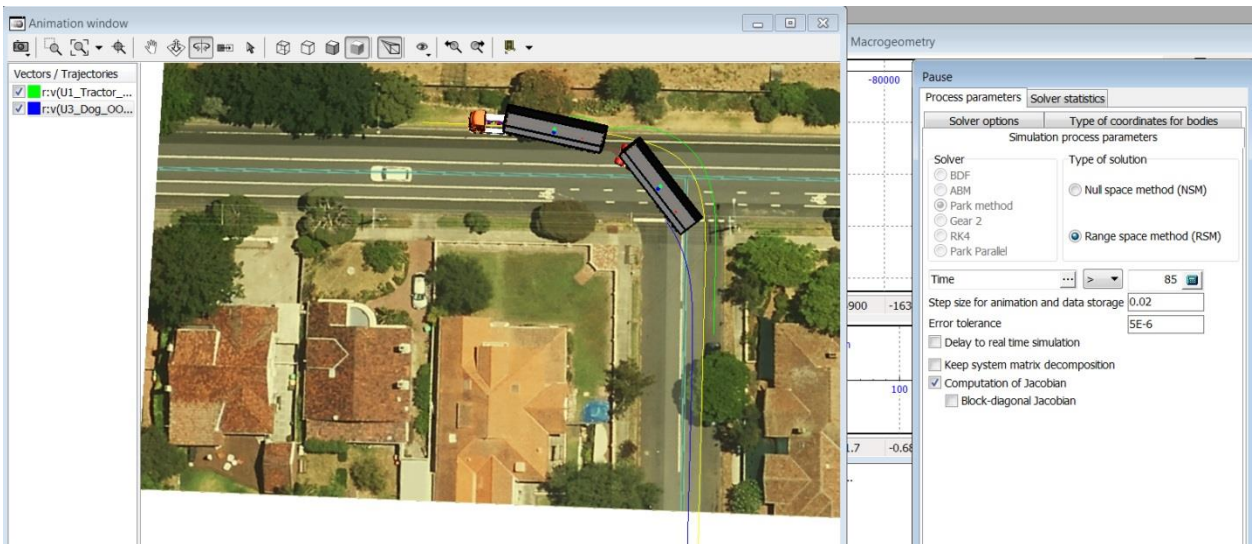 Animation window
Vectors / Trajectories
r:v(U1_Tractor_...
r:v(U3_Dog_OO...
Macrogeometry
-80000
900 -163
100
1.7 -0.68
Pause
Process parameters Solver statistics
Solver options Type of coordinates for bodies
Simulation process parameters
Solver
BDF
ABM
Park method
Gear 2
RK4
Park Parallel
Type of solution
Null space method (NSM)
Range space method (RSM)
Time ... > 85
Step size for animation and data storage 0.02
Error tolerance 5E-6
Delay to real time simulation
Keep system matrix decomposition
Computation of Jacobian
Block-diagonal Jacobian